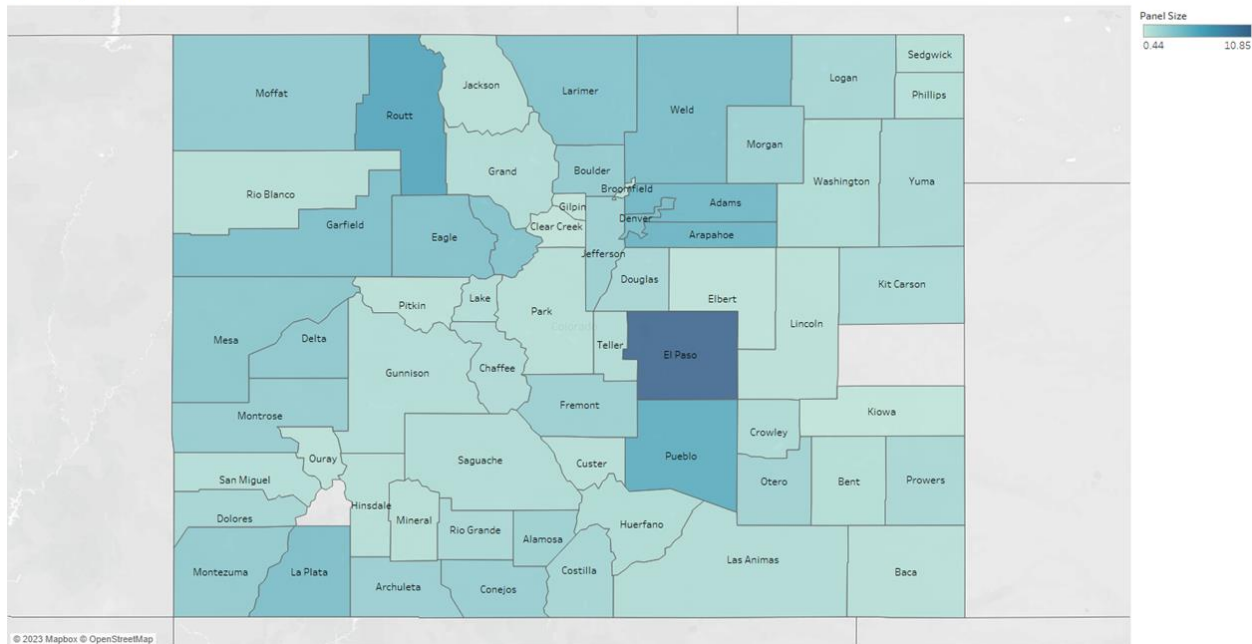 Panel Size
0.44 10.85
Sedgwick
Logan
Jackson
Larimer
Phillips
Moffat
Weld
Routt
Morgan
Grand
Boulder
Washington
Yuma
Broomfield
Rio Blanco
Adams
Gilpin
Denver
Garfield
Clear Creek
Eagle
Arapahoe
Jefferson
Douglas
Kit Carson
Lake
Elbert
Pitkin
Park
Lincoln
Colorado
Mesa
Delta
Teller
El Paso
Chaffee
Gunnison
Fremont
Kiowa
Montrose
Crowley
Pueblo
Ouray
Saguache
Custer
San Miguel
Otero
Bent
Prowers
Hinsdale
Dolores
Mineral
Huerfano
Rio Grande
Alamosa
Las Animas
Montezuma
La Plata
Costilla
Baca
Archuleta
Conejos
© 2023 Mapbox © OpenStreetMap